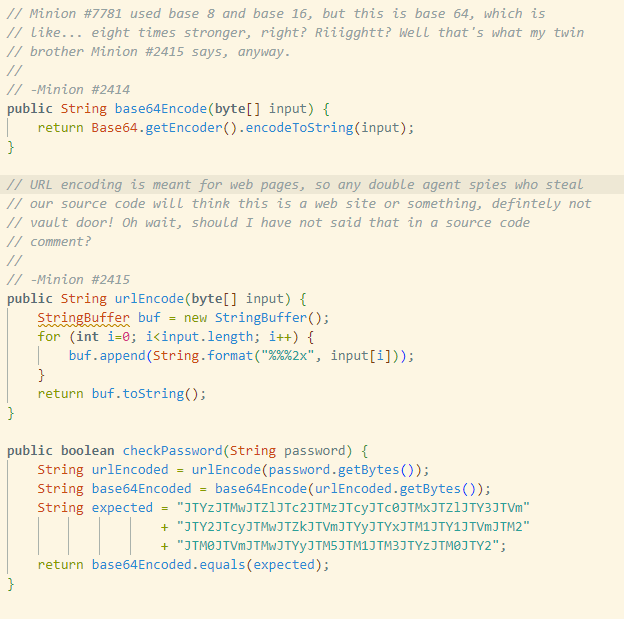 // Minion #7781 used base 8 and base 16, but this is base 64, which is
// like... eight times stronger, right? Riiigghtt? Well that's what my twin
// brother Minion #2415 says, anyway.
//
// -Minion #2414
public String base64Encode(byte[] input) {
return Base64.getEncoder().encodeToString(input);
}
// URL encoding is meant for web pages, so any double agent spies who steal
// our source code will think this is a web site or something, defintely not
// vault door! Oh wait, should I have not said that in a source code
// comment?
//
// -Minion #2415
public String urlEncode(byte[] input) {
StringBuffer buf = new StringBuffer();
for (int i=0; i<input.length; i++) {
buf.append(String.format("%%%2x", input[i]));
}
return buf.toString();
}
public boolean checkPassword(String password) {
String urlEncoded = urlEncode(password.getBytes());
String base64Encoded = base64Encode(urlEncoded.getBytes());
String expected = "JTYzJTMwJTZlJTc2JTMzJTcyJTc0JTMxJTZlJTY3JTVm"
+ "JTY2JTcyJTMwJTZkJTVmJTYyJTYxJTM1JTY1JTVmJTM2"
+ "JTM0JTVmJTMwJTYyJTM5JTM1JTM3JTYzJTM0JTY2";
return base64Encoded.equals(expected);
}